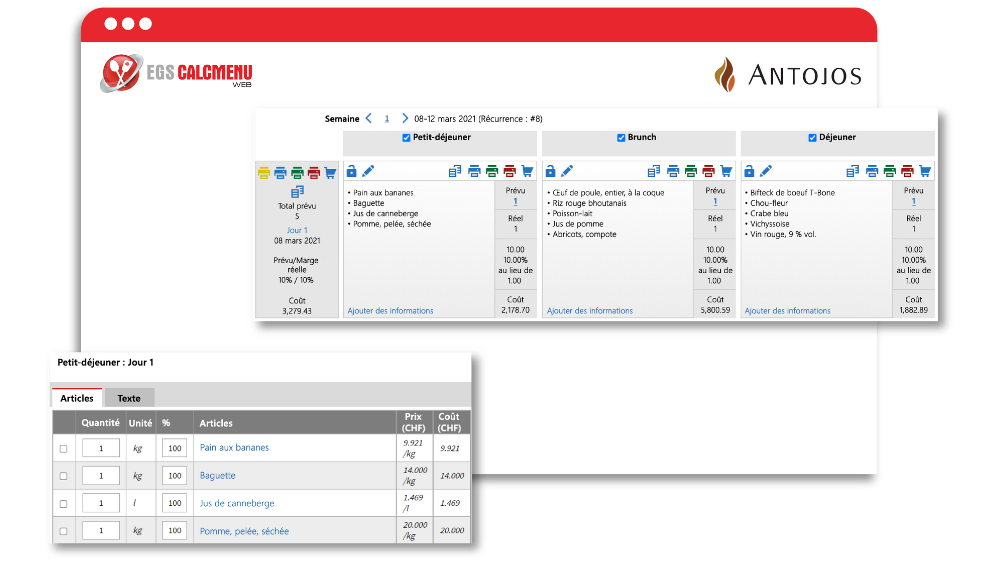 EGS CALCMENU
WEB
ANTOJOS
Semaine 1 08-12 mars 2021 (Récurrence : #8)
Petit-déjeuner
Brunch
Déjeuner
Total prévu
5
Jour 1
08 mars 2021
Prévu/Marge
réelle
10% / 10%
Coût
3,279.43
• Pain aux bananes
• Baguette
• Jus de canneberge
• Pomme, pelée, séchée
Ajouter des informations
Prévu
1
Réel
1
10.00
10.00%
au lieu de
1.00
Coût
2,178.70
• Œuf de poule, entier, à la coque
• Riz rouge bhoutanais
• Poisson-lait
• Jus de pomme
• Abricots, compote
Ajouter des informations
Prévu
1
Réel
1
10.00
10.00%
au lieu de
1.00
Coût
5,800.59
• Bifteck de boeuf T-Bone
• Chou-fleur
• Crabe bleu
• Vichyssoise
• Vin rouge, 9 % vol.
Ajouter des informations
Prévu
1
Réel
1
10.00
10.00%
au lieu de
1.00
Coût
1,882.89
Petit-déjeuner : Jour 1
Articles Texte
Quantité Unité % Articles Prix (CHF) Coût (CHF)
1 kg 100 Pain aux bananes 9.921 /kg 9.921
1 kg 100 Baguette 14.000 /kg 14.000
1 l 100 Jus de canneberge 1.469 /l 1.469
1 kg 100 Pomme, pelée, séchée 20.000 /kg 20.000